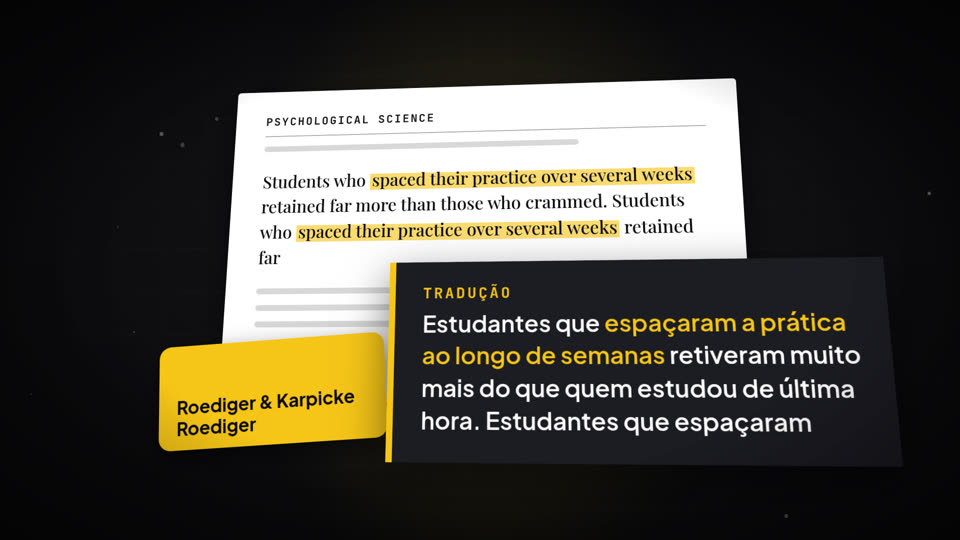 PSYCHOLOGICAL SCIENCE
Students who spaced their practice over several weeks
retained far more than those who crammed. Students
who spaced their practice over several weeks retained
far
TRADUÇÃO
Estudantes que espaçaram a prática
ao longo de semanas retiveram muito
mais do que quem estudou de última
hora. Estudantes que espaçaram
Roediger & Karpicke
Roediger